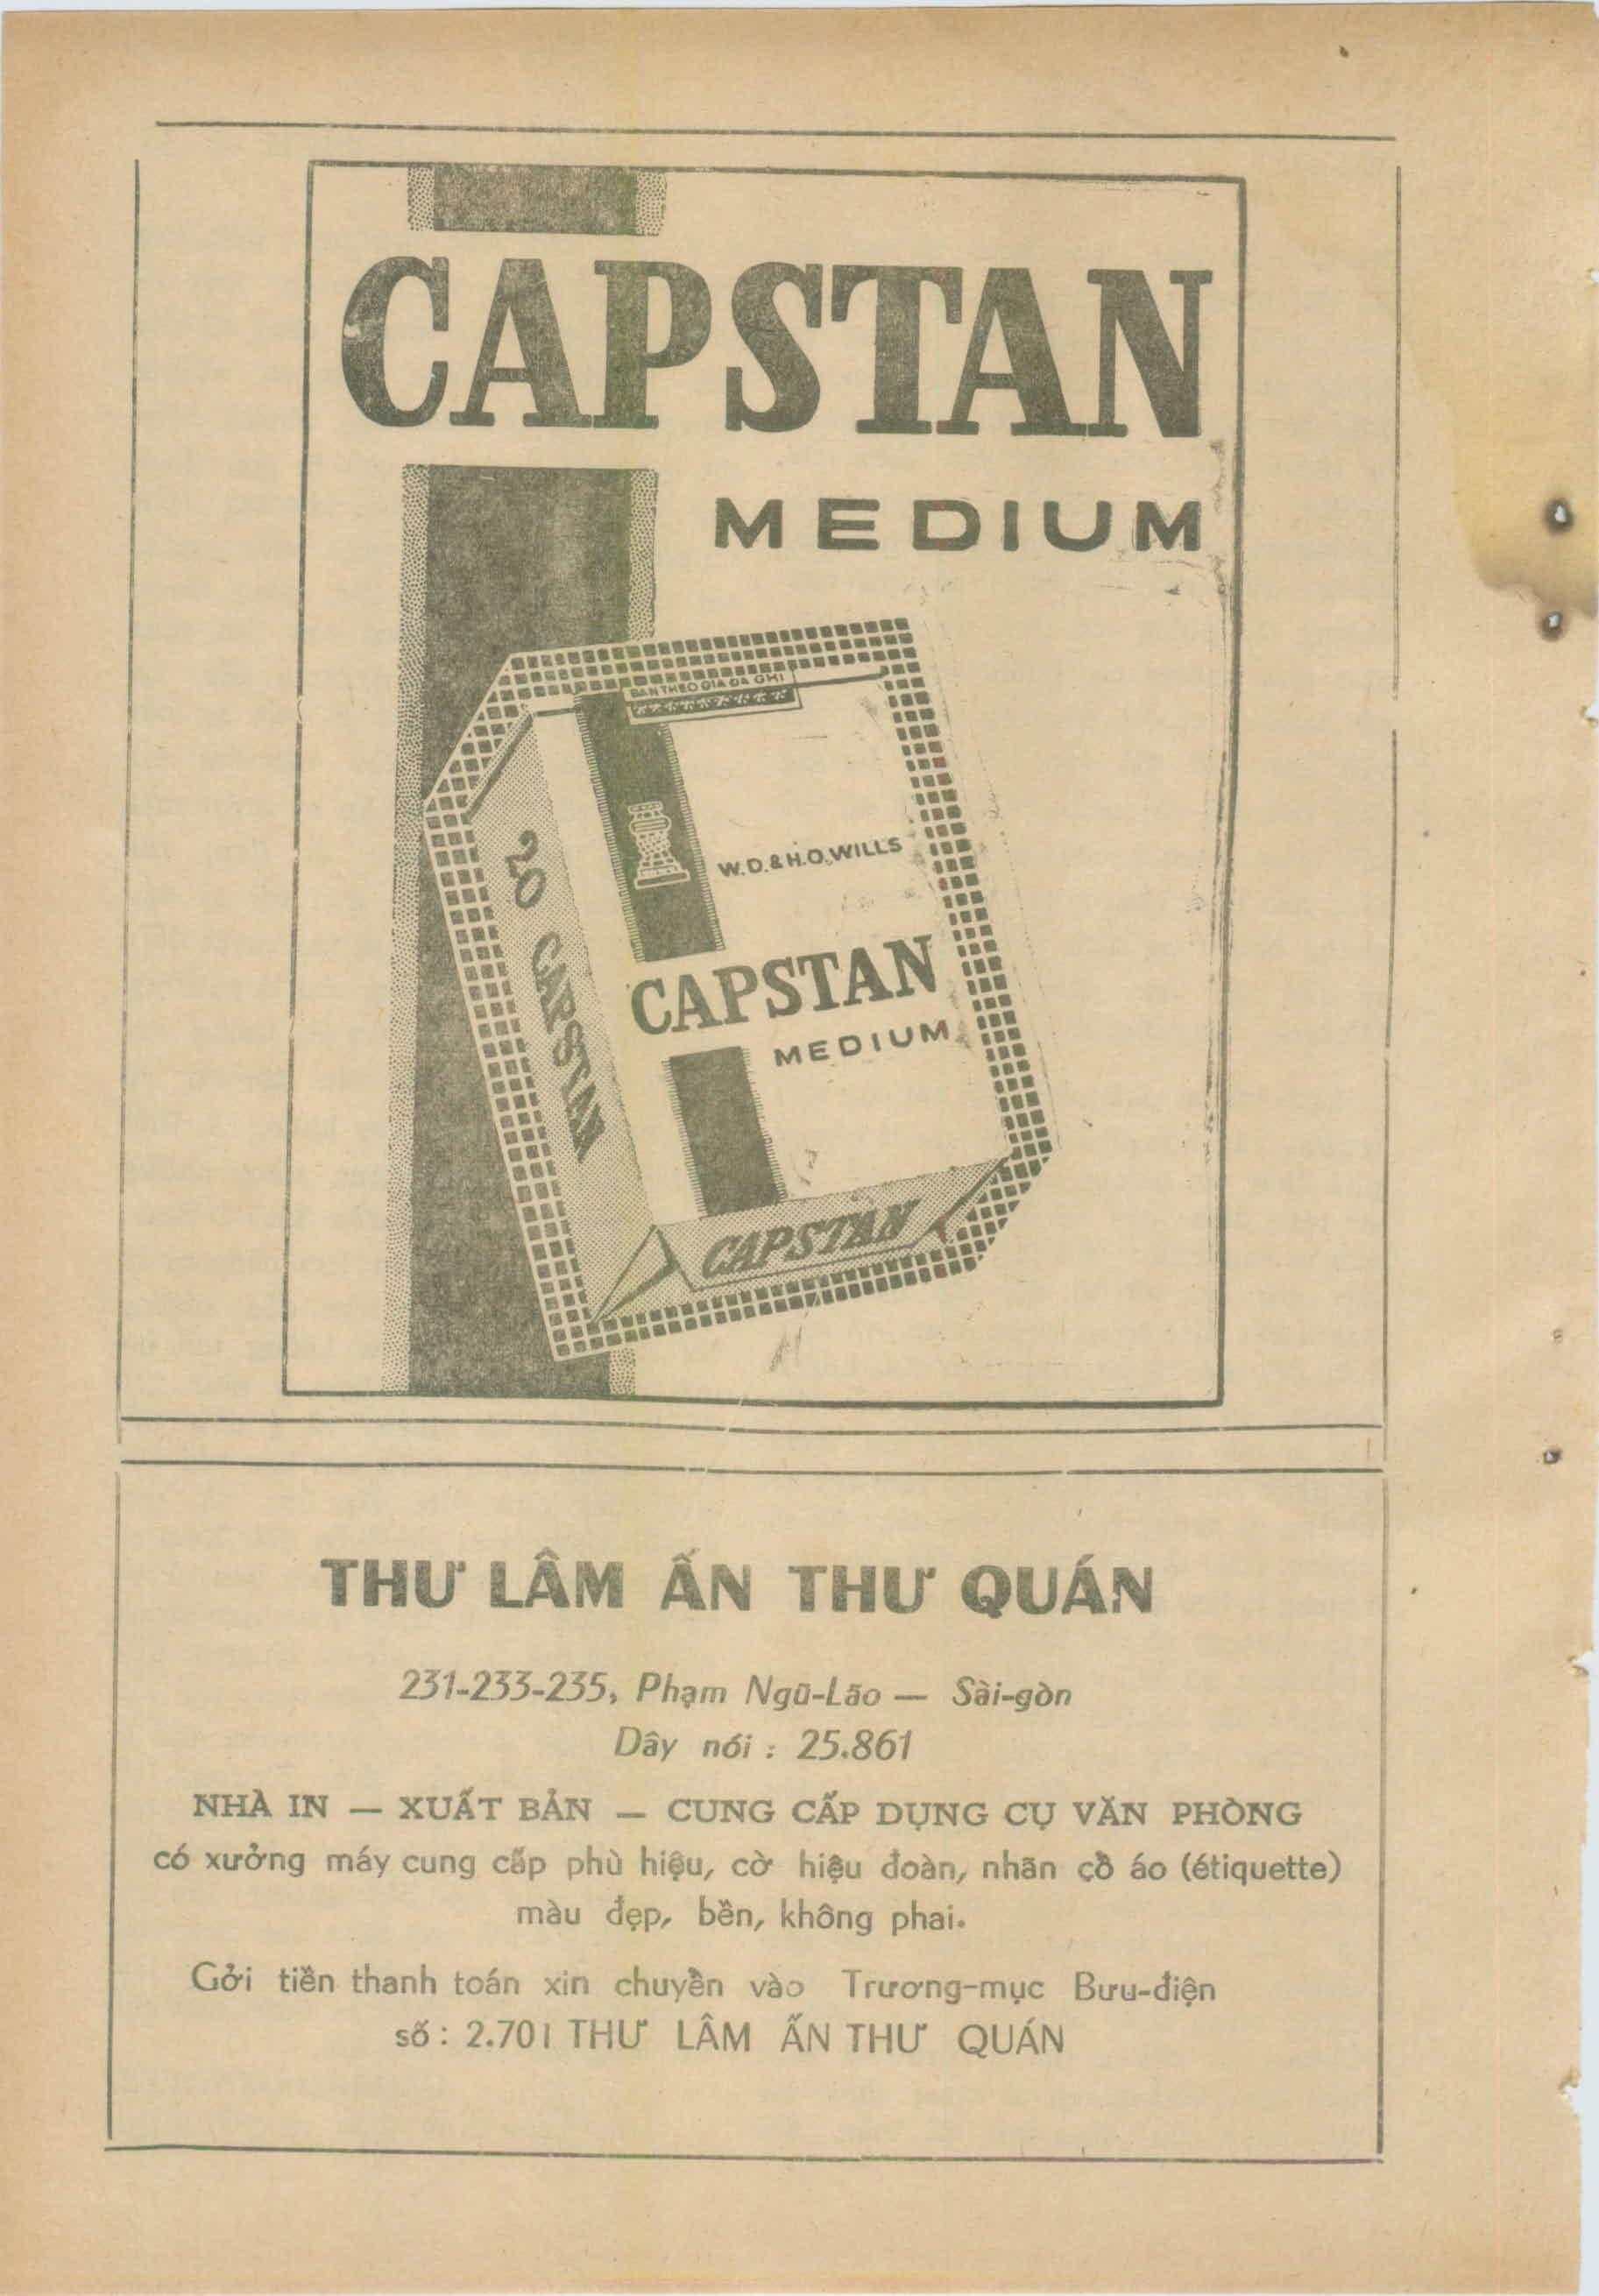 CAPSTAN
MEDIUM
BAN THEO GIA DA GHI
W.D. & H.O. WILLS
20 CAPSTAN
CAPSTAN
MEDIUM
CAPSTAN
THƯ LÂM ẤN THƯ QUÁN
231-233-235, Phạm Ngũ-Lão — Sài-gòn
Dây nói : 25.861
NHÀ IN — XUẤT BẢN — CUNG CẤP DỤNG CỤ VĂN PHÒNG
có xưởng máy cung cấp phù hiệu, cờ hiệu đoàn, nhãn cổ áo (étiquette)
màu đẹp, bền, không phai.
Gởi tiền thanh toán xin chuyển vào Trương-mục Bưu-điện
số : 2.701 THƯ LÂM ẤN THƯ QUÁN